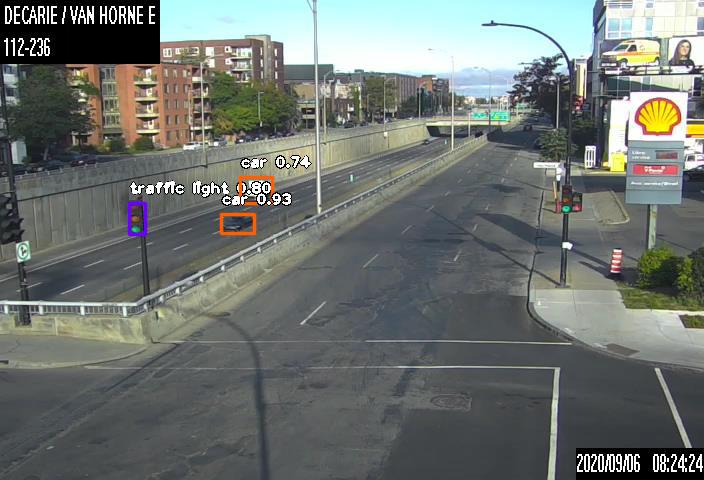 DECARIE / VAN HORNE E
112-236
car 0.74
traffic light 0.80
car 0.93
2020/09/06 08:24:24